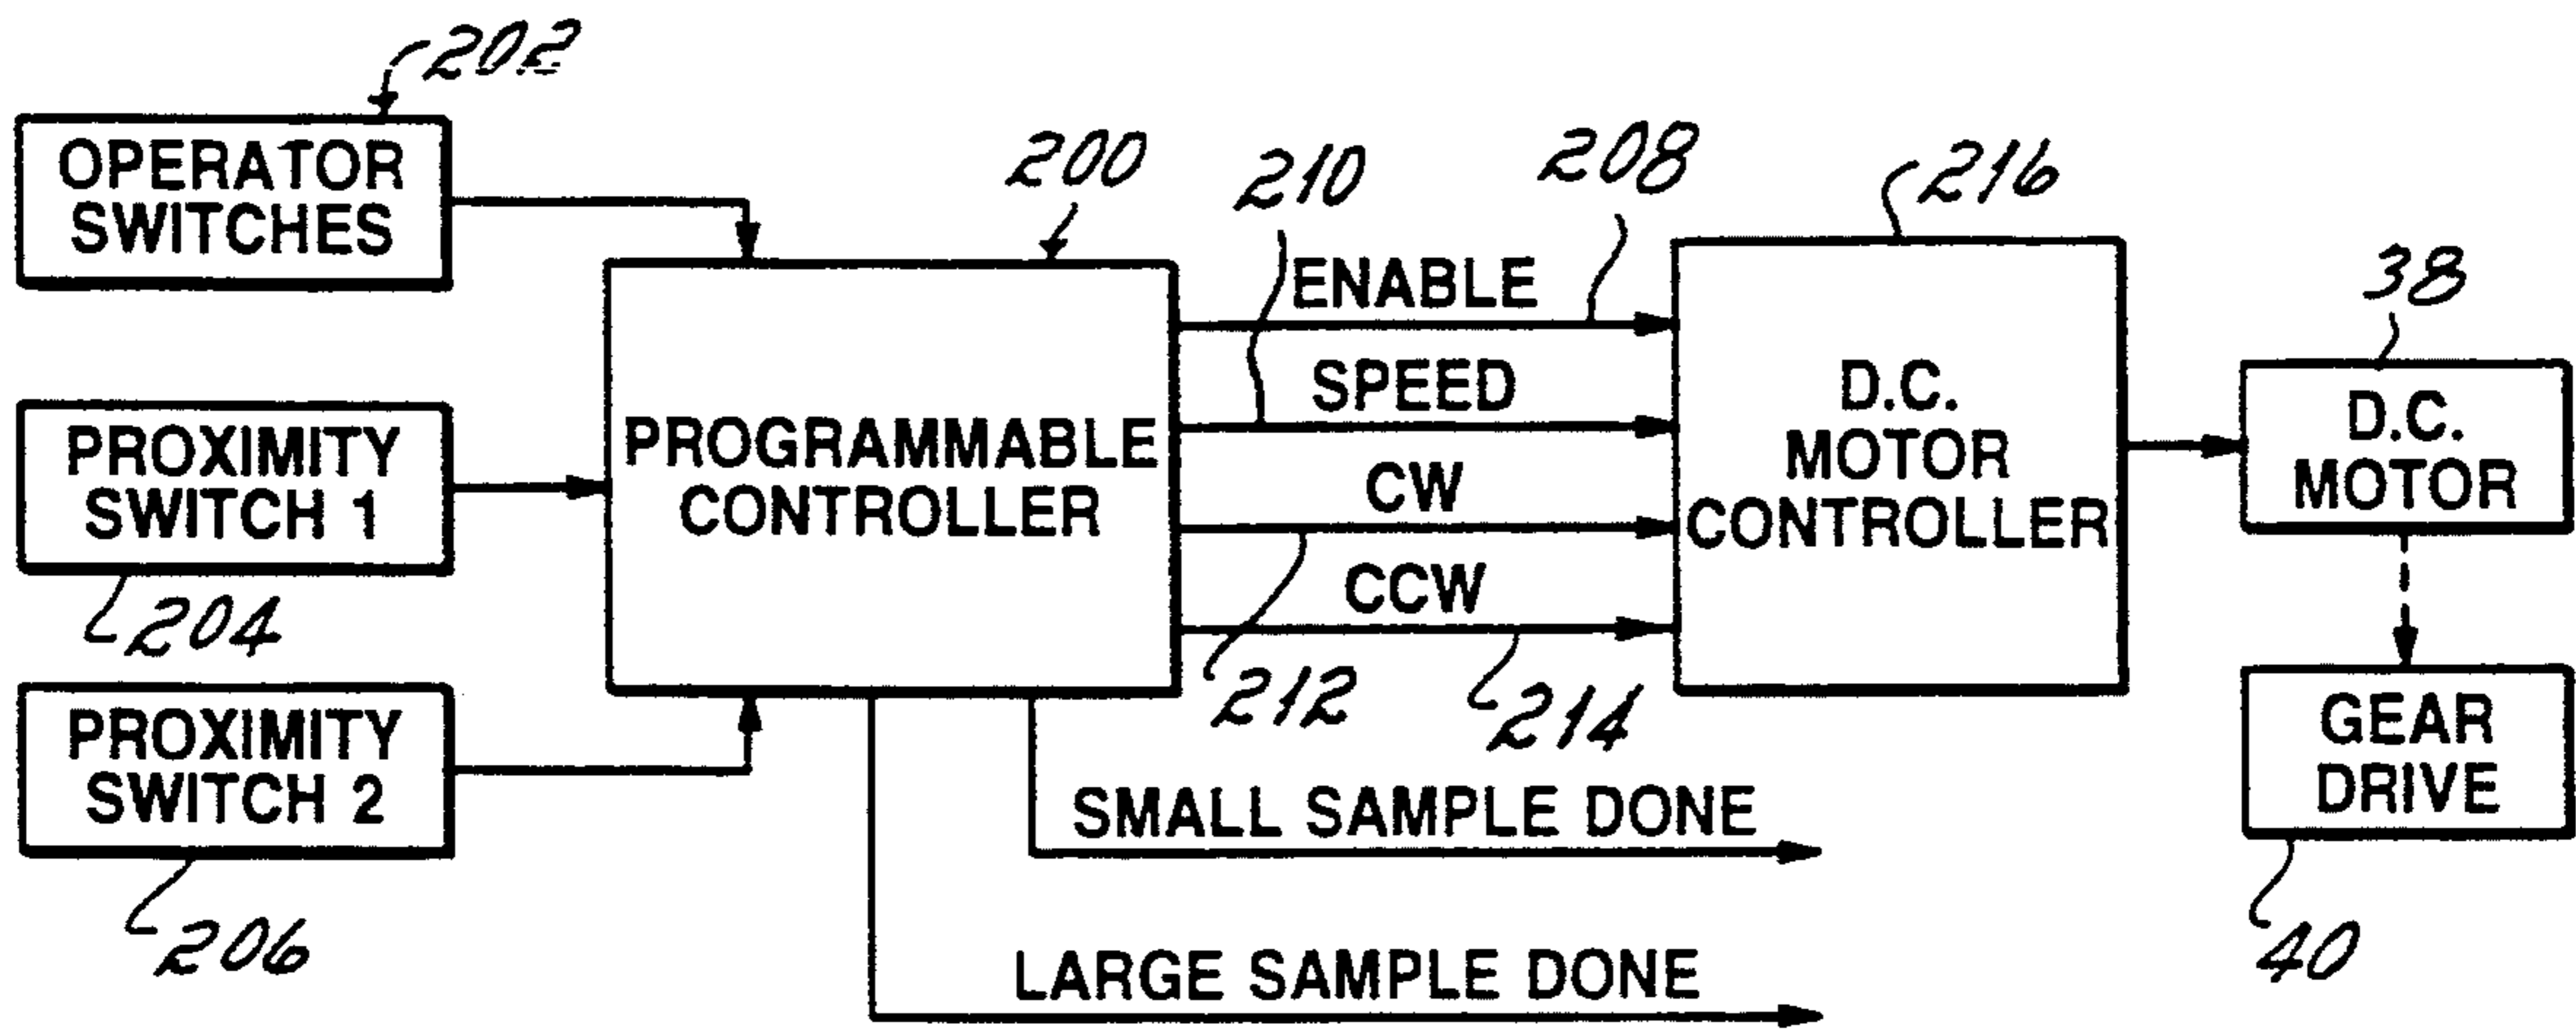 202
OPERATOR
SWITCHES
200
210
208
216
38
ENABLE
SPEED
CW
CCW
PROXIMITY
SWITCH 1
204
PROGRAMMABLE
CONTROLLER
D.C.
MOTOR
CONTROLLER
D.C.
MOTOR
212
214
PROXIMITY
SWITCH 2
206
GEAR
DRIVE
40
SMALL SAMPLE DONE
LARGE SAMPLE DONE